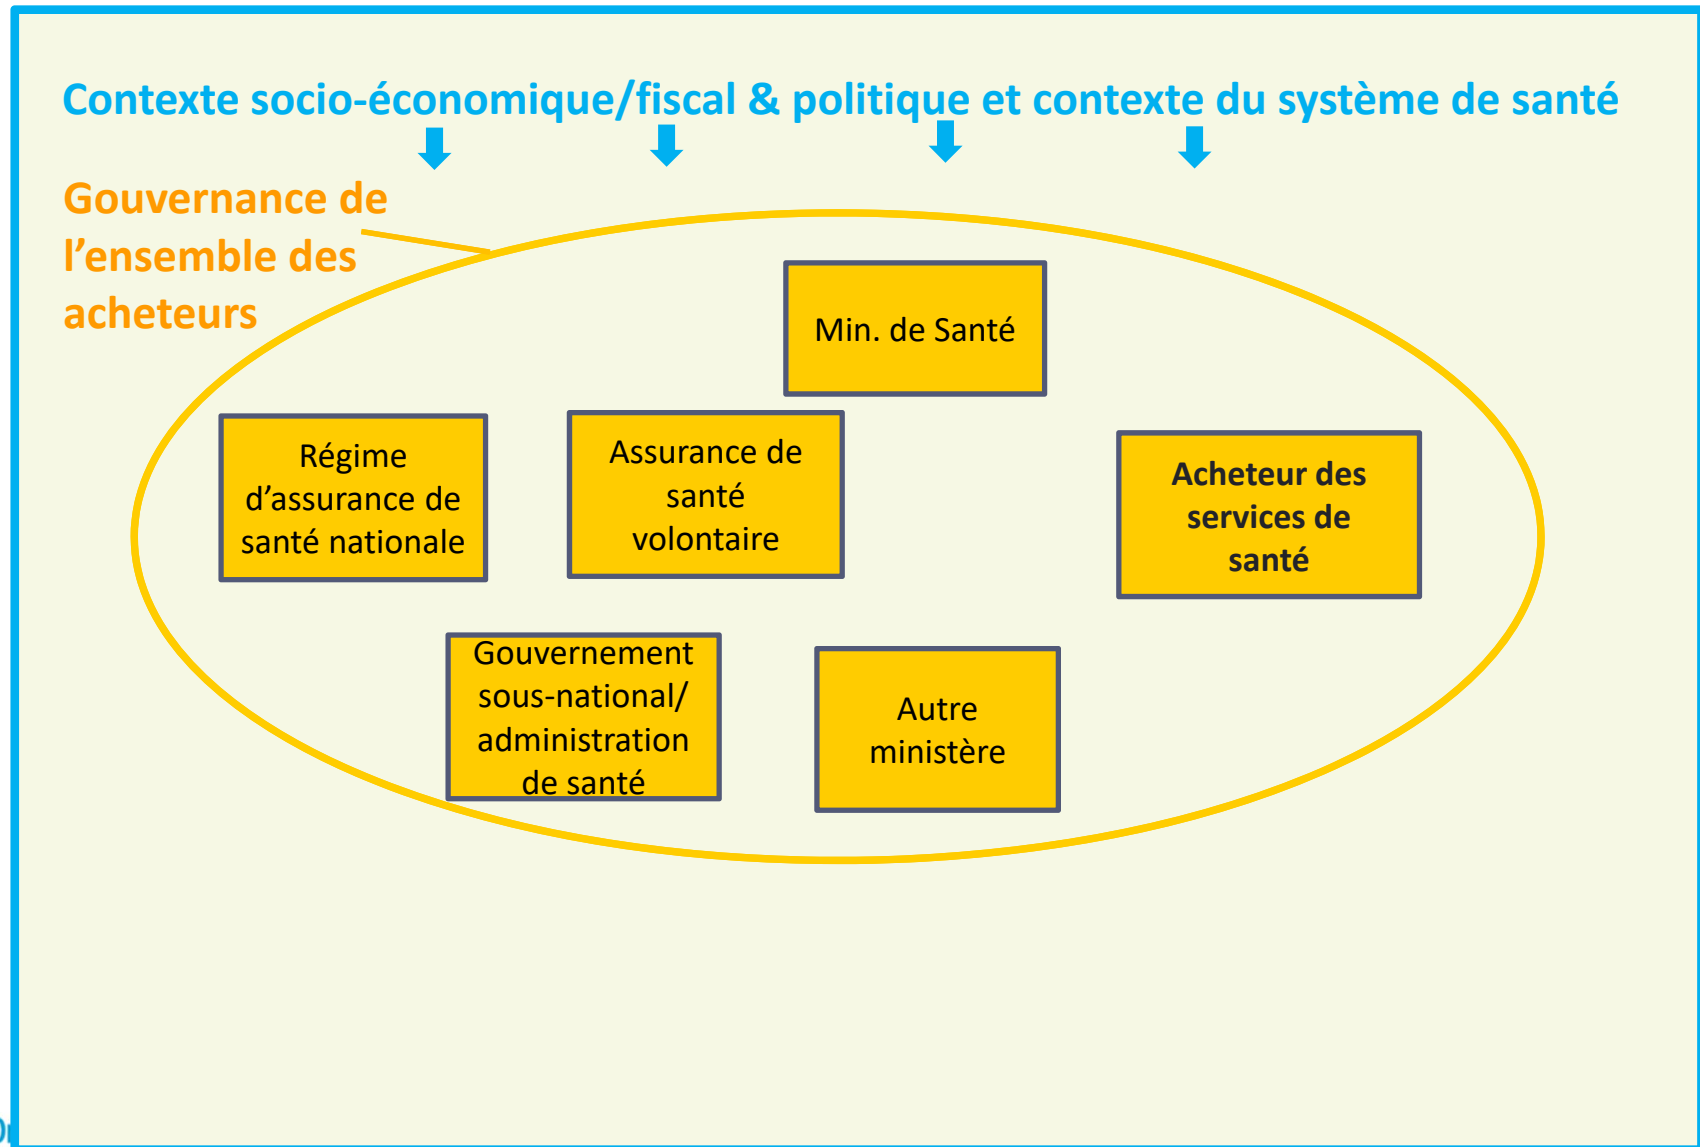 Contexte socio-économique/fiscal & politique et contexte du système de santé
Gouvernance de
l’ensemble des
acheteurs
Min. de Santé
Régime
d’assurance de
santé nationale
Assurance de
santé
volontaire
Acheteur des
services de
santé
Gouvernement
sous-national/
administration
de santé
Autre
ministère